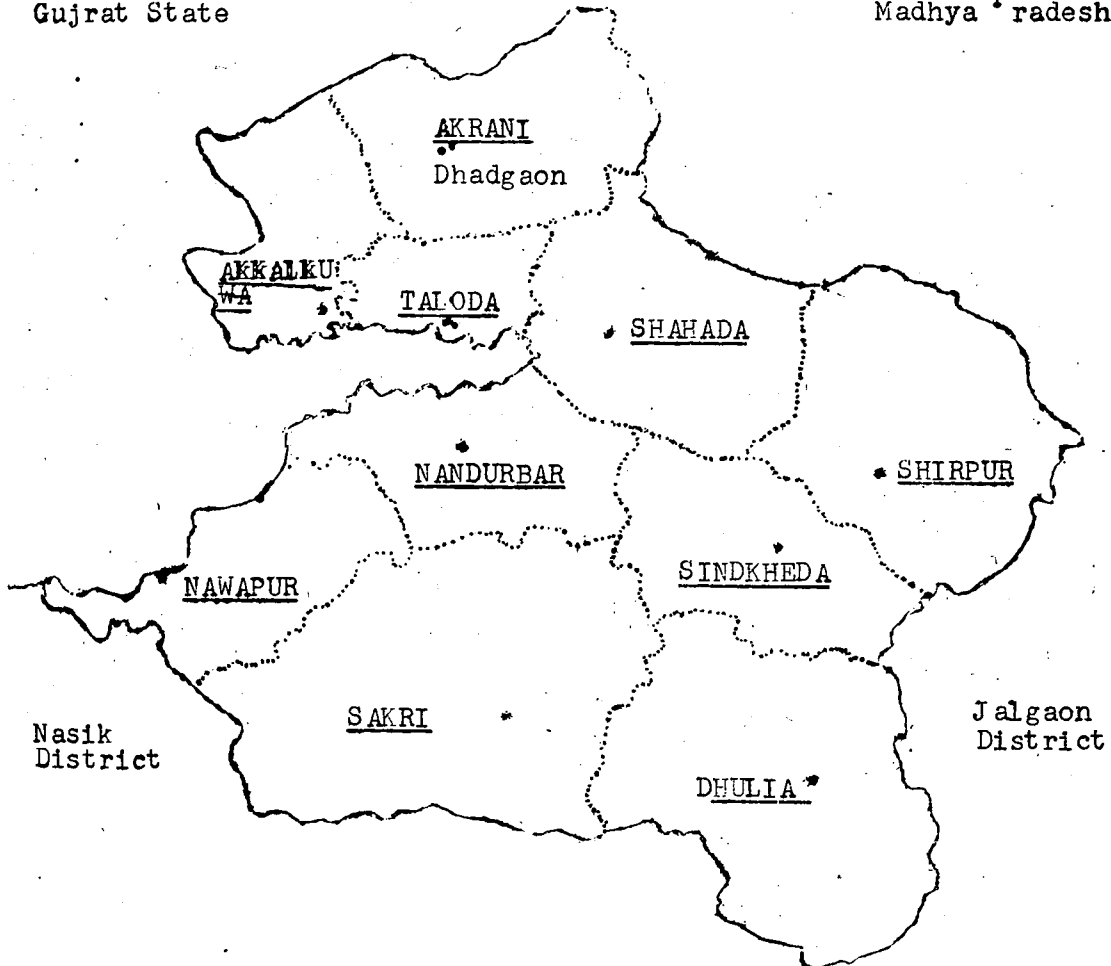 Gujrat State
Madhya radesh
AKRANI
Dhadgaon
AKKALKU
WA
TALODA
SHAHADA
NANDURBAR
SHIRPUR
NAWAPUR
SINDKHEDA
SAKRI
Nasik
District
Jalgaon
District
DHULIA